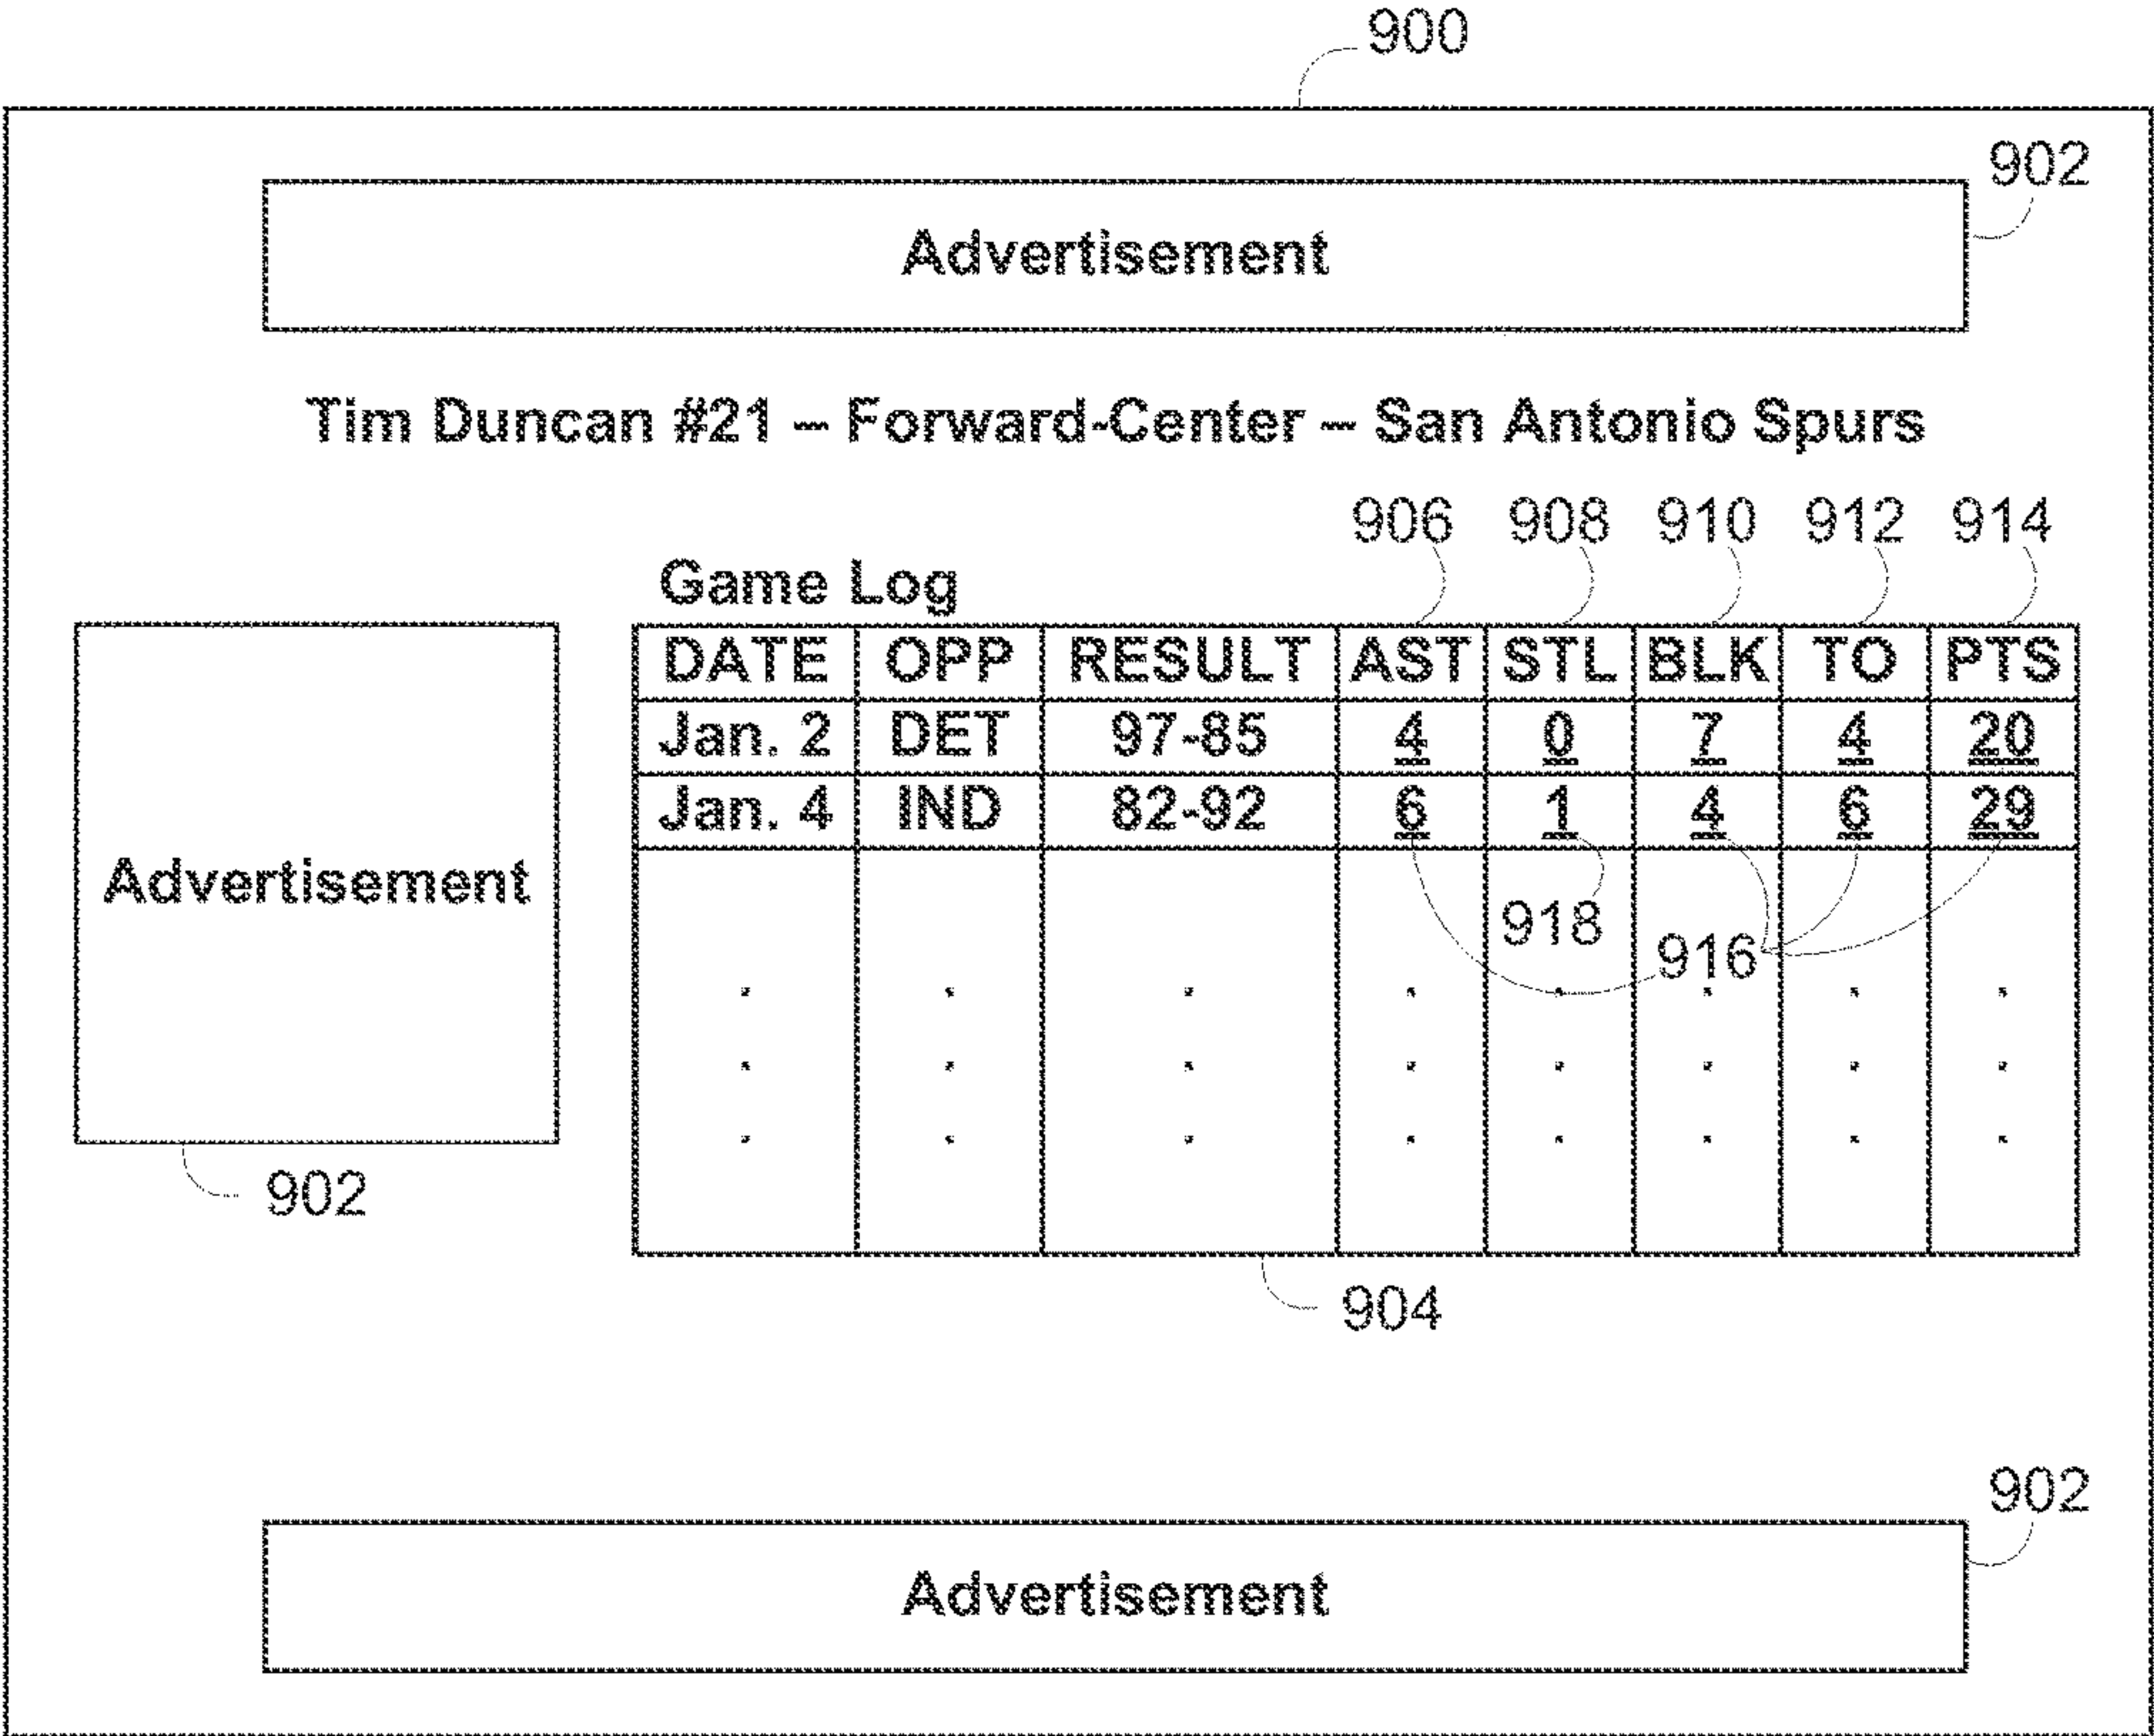 900
902
Advertisement
Tim Duncan #21 – Forward-Center – San Antonio Spurs
906 908 910 912 914
Game Log
DATE OPP RESULT AST STL BLK TO PTS
Jan. 2 DET 97-85 4 0 7 4 20
Jan. 4 IND 82-92 6 1 4 6 29
Advertisement
918
916
902
904
902
Advertisement